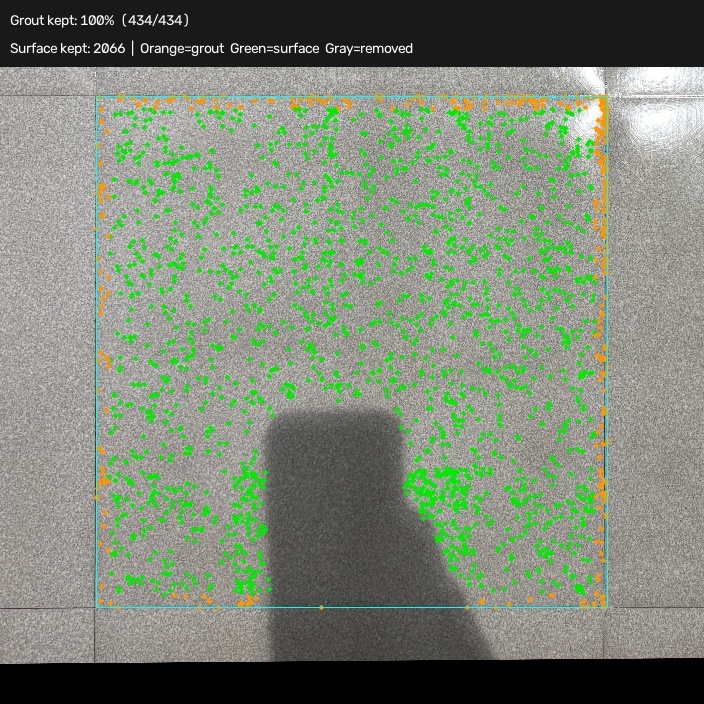 Grout kept: 100%  (434/434)
Surface kept: 2066 | Orange=grout  Green=surface  Gray=removed